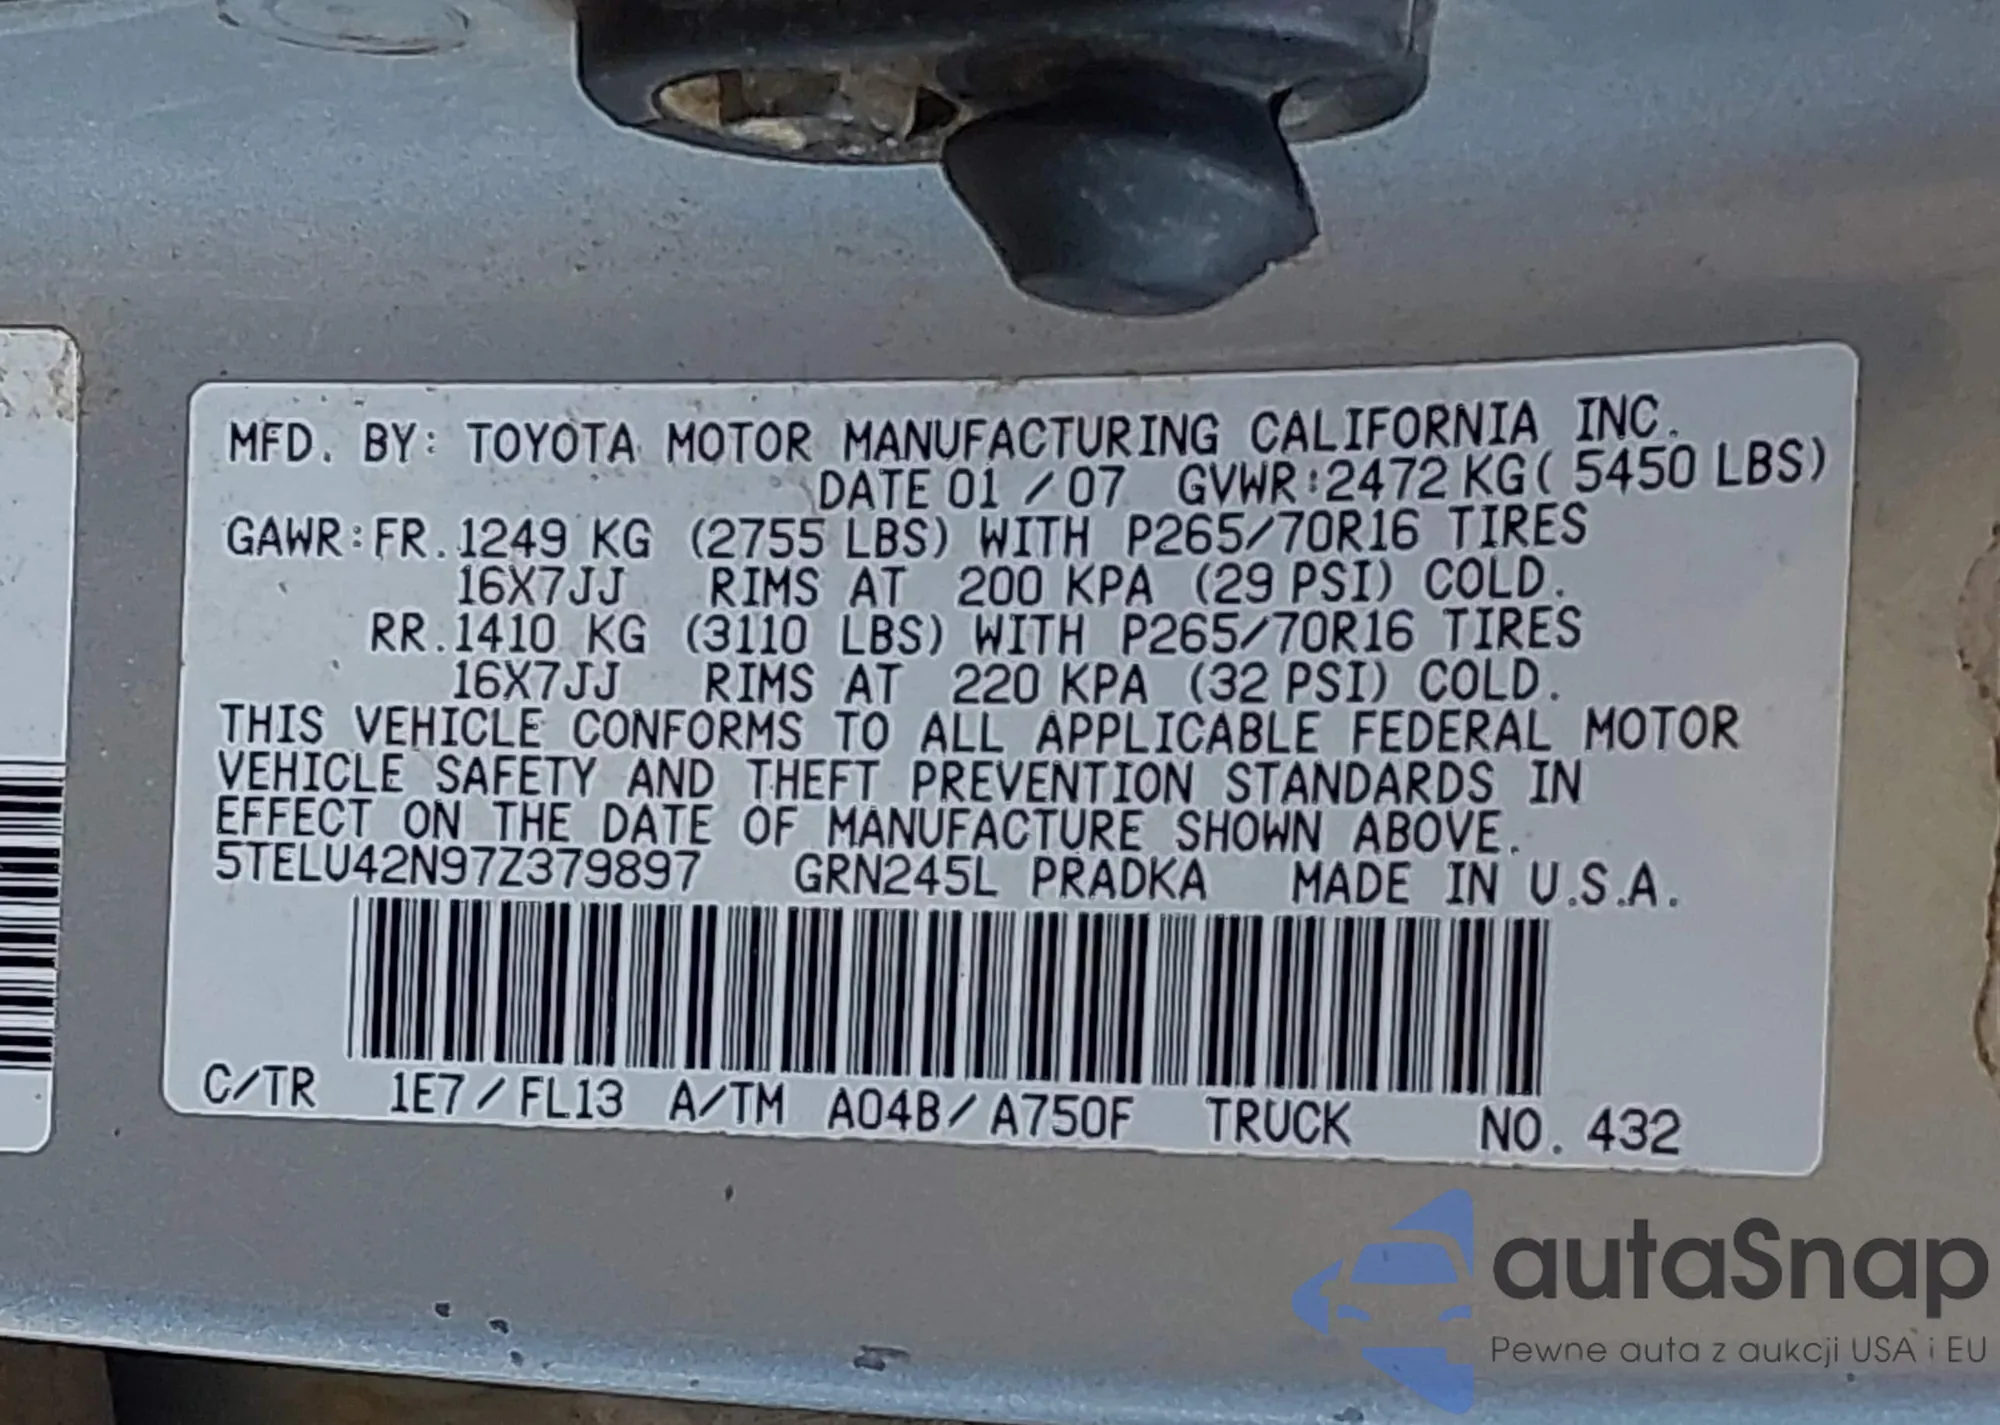 MFD. BY: TOYOTA MOTOR MANUFACTURING CALIFORNIA INC.
DATE 01 / 07 GVWR:2472 KG( 5450 LBS)
GAWR:FR.1249 KG (2755 LBS) WITH P265/70R16 TIRES
16X7JJ RIMS AT 200 KPA (29 PSI) COLD.
RR.1410 KG (3110 LBS) WITH P265/70R16 TIRES
16X7JJ RIMS AT 220 KPA (32 PSI) COLD.
THIS VEHICLE CONFORMS TO ALL APPLICABLE FEDERAL MOTOR
VEHICLE SAFETY AND THEFT PREVENTION STANDARDS IN
EFFECT ON THE DATE OF MANUFACTURE SHOWN ABOVE.
5TELU42N97Z379897 GRN245L PRADKA MADE IN U.S.A.
C/TR 1E7/FL13 A/TM A04B/A750F TRUCK NO. 432
autaSnap
Pewne auta z aukcji USA i EU